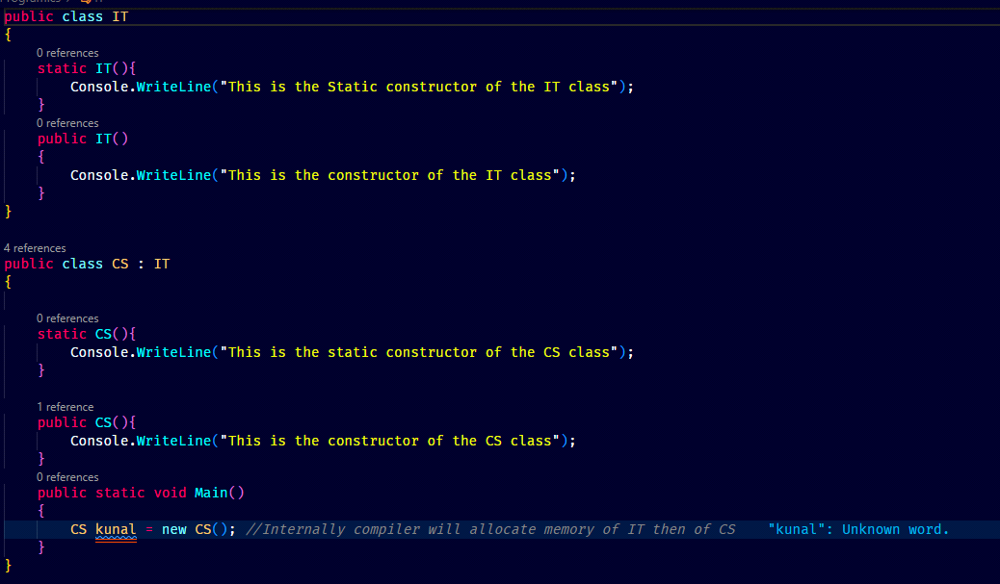 public class IT
{
0 references
static IT(){
Console.WriteLine("This is the Static constructor of the IT class");
}
0 references
public IT()
{
Console.WriteLine("This is the constructor of the IT class");
}
}
4 references
public class CS : IT
{
0 references
static CS(){
Console.WriteLine("This is the static constructor of the CS class");
}
1 reference
public CS(){
Console.WriteLine("This is the constructor of the CS class");
}
0 references
public static void Main()
{
CS kunal = new CS(); //Internally compiler will allocate memory of IT then of CS "kunal": Unknown word.
}
}